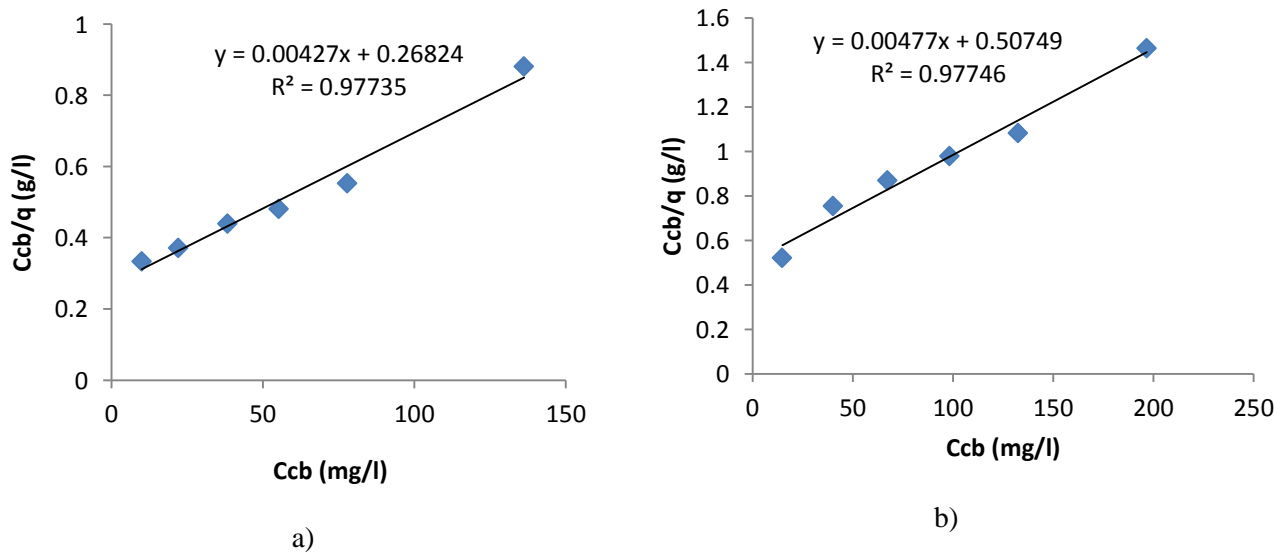 y = 0.00427x + 0.26824
R² = 0.97735
1
0.8
0.6
0.4
0.2
0
Ccb/q (g/l)
0 50 100 150
Ccb (mg/l)
a)
y = 0.00477x + 0.50749
R² = 0.97746
1.6
1.4
1.2
1
0.8
0.6
0.4
0.2
0
Ccb/q (g/l)
0 50 100 150 200 250
Ccb (mg/l)
b)